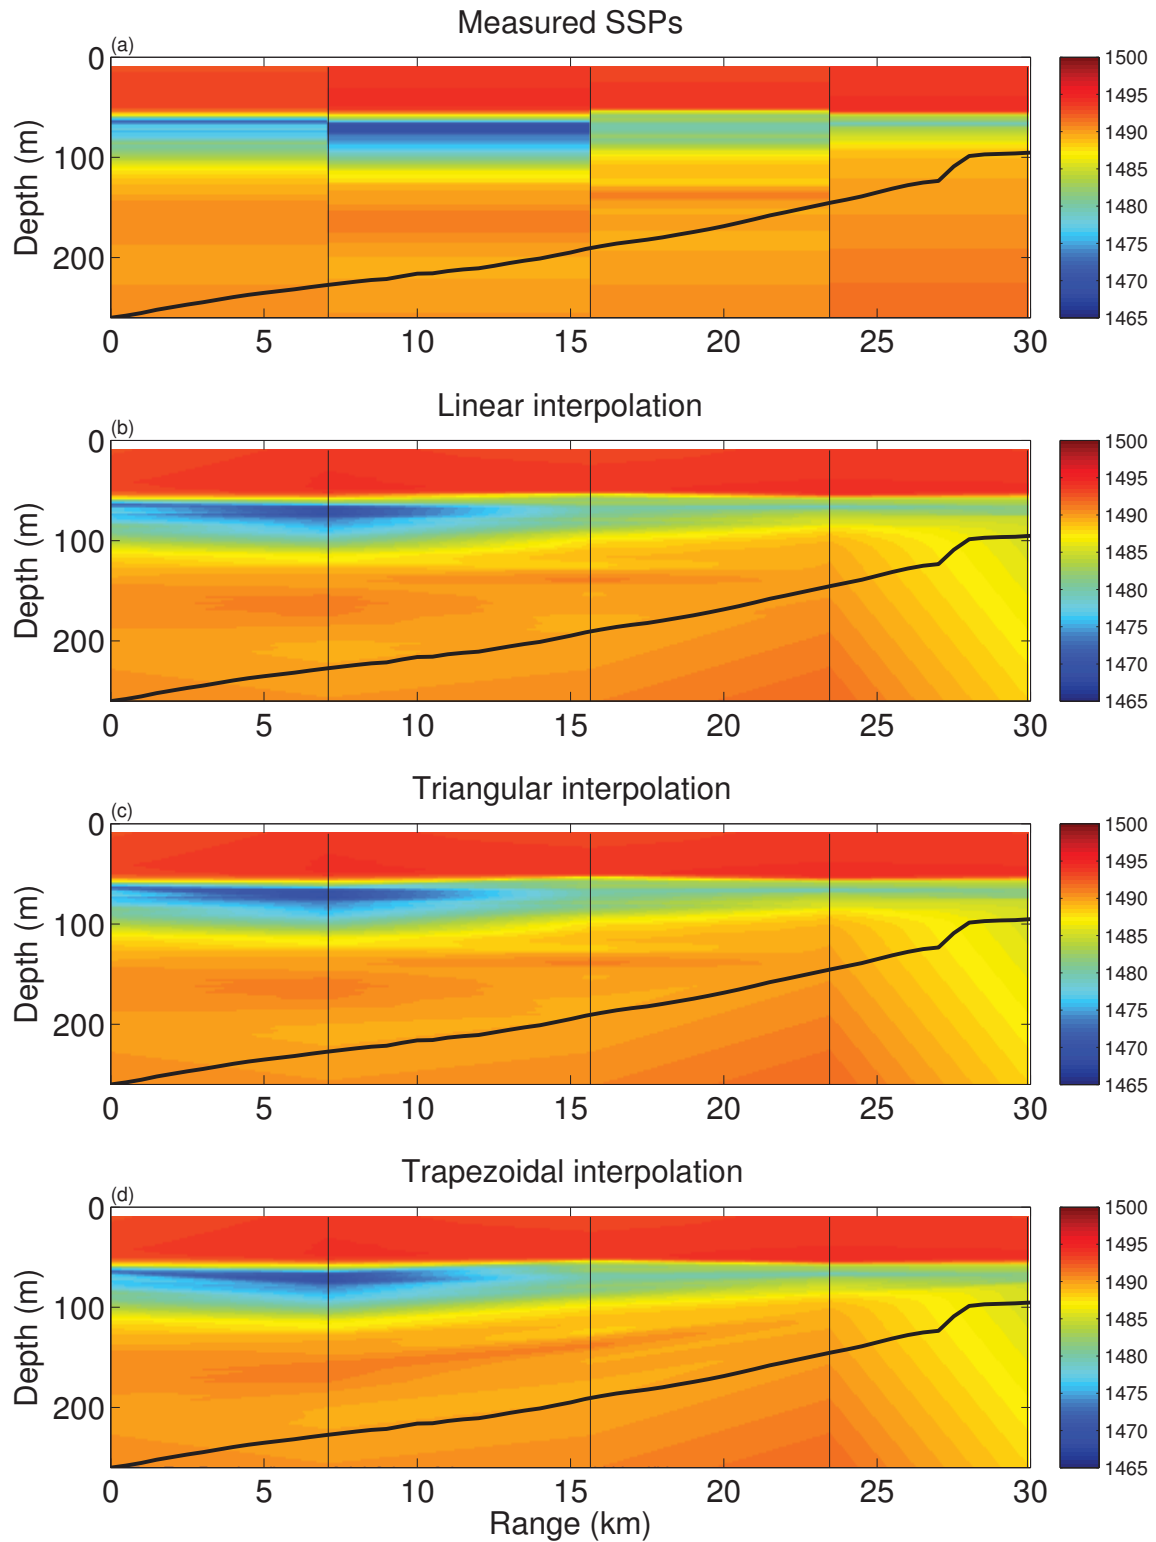 Measured SSPs
(a)
0
100
200
Depth (m)
0 5 10 15 20 25 30
1500
1495
1490
1485
1480
1475
1470
1465
Linear interpolation
(b)
0
100
200
Depth (m)
0 5 10 15 20 25 30
1500
1495
1490
1485
1480
1475
1470
1465
Triangular interpolation
(c)
0
100
200
Depth (m)
0 5 10 15 20 25 30
1500
1495
1490
1485
1480
1475
1470
1465
Trapezoidal interpolation
(d)
0
100
200
Depth (m)
0 5 10 15 20 25 30
Range (km)
1500
1495
1490
1485
1480
1475
1470
1465